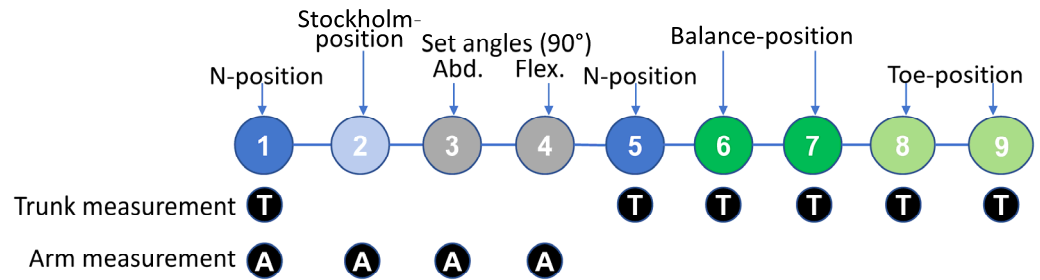 Stockholm-
position
Set angles (90°)
N-position Abd. Flex. N-position Balance-position Toe-position
1 2 3 4 5 6 7 8 9
Trunk measurement T T T T T T
Arm measurement A A A A